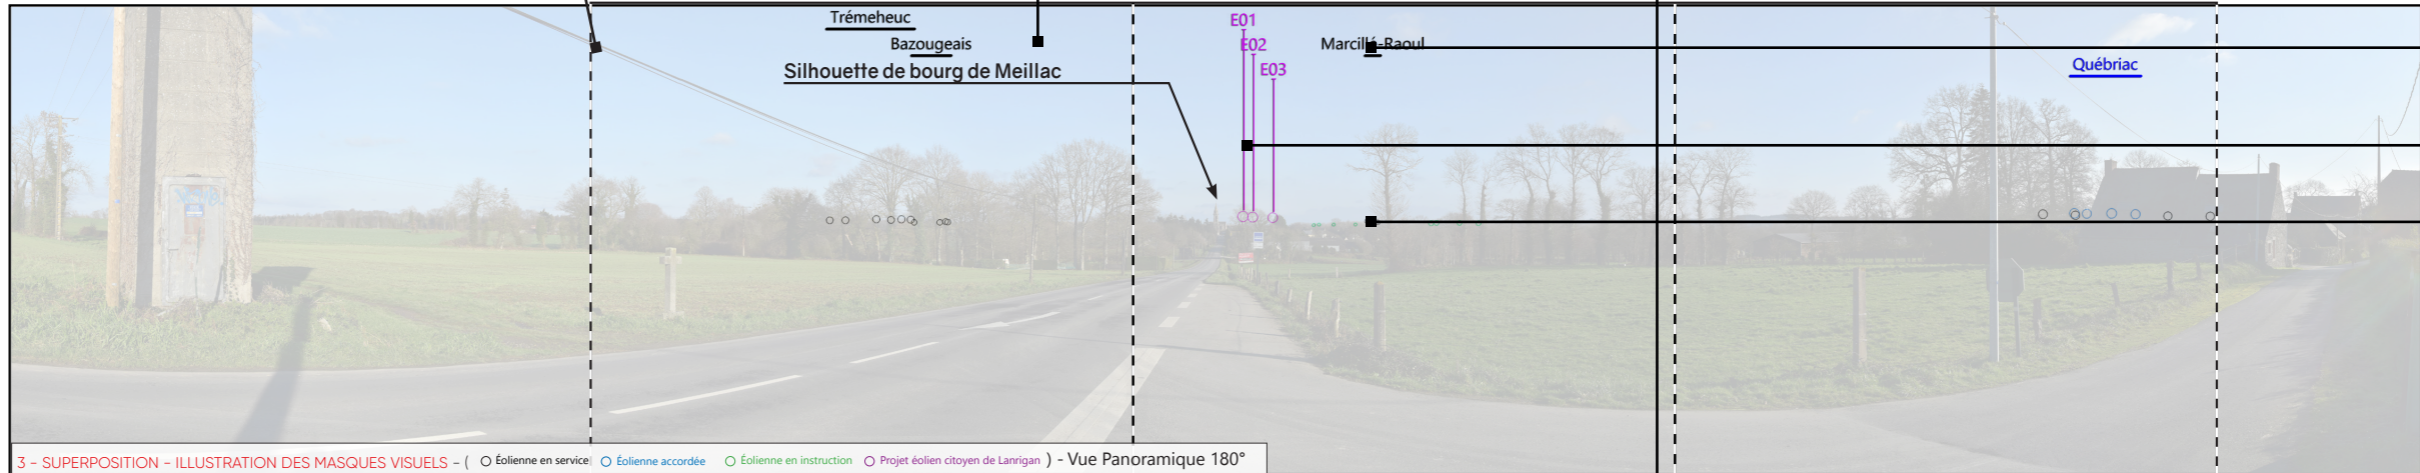 Trémeheuc
E01
Bazougeais
E02
Marcillé-Raoul
Silhouette de bourg de Meillac
E03
Québriac
3 - SUPERPOSITION - ILLUSTRATION DES MASQUES VISUELS - ( Éolienne en service Éolienne accordée Éolienne en instruction Projet éolien citoyen de Lanrigan ) - Vue Panoramique 180°